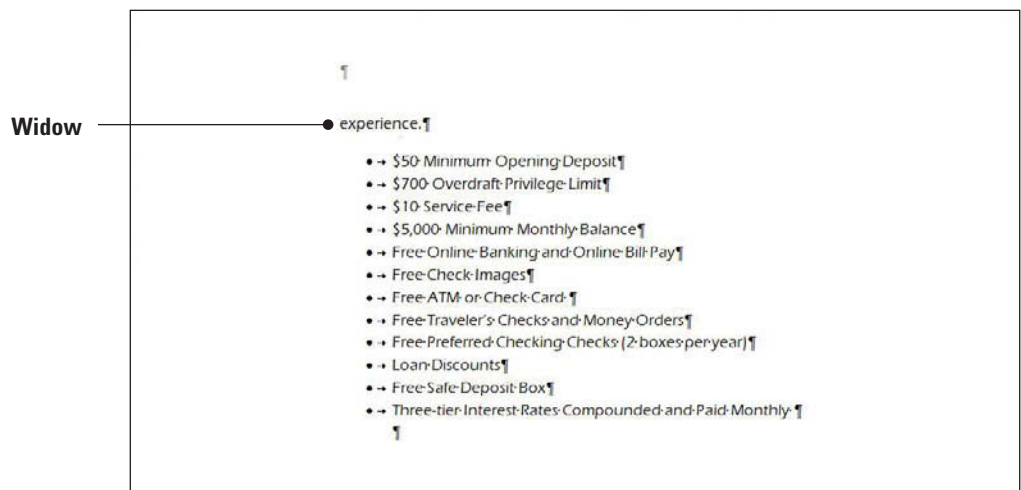 ¶
Widow
experience.¶
• → $50·Minimum·Opening·Deposit¶
• → $700·Overdraft·Privilege·Limit¶
• → $10·Service·Fee¶
• → $5,000·Minimum·Monthly·Balance¶
• → Free·Online·Banking·and·Online·Bill·Pay¶
• → Free·Check·Images¶
• → Free·ATM·or·Check·Card·¶
• → Free·Traveler's·Checks·and·Money·Orders¶
• → Free·Preferred·Checking·Checks·(2·boxes·per·year)¶
• → Loan·Discounts¶
• → Free·Safe·Deposit·Box¶
• → Three-tier·Interest·Rates·Compounded·and·Paid·Monthly·¶
¶